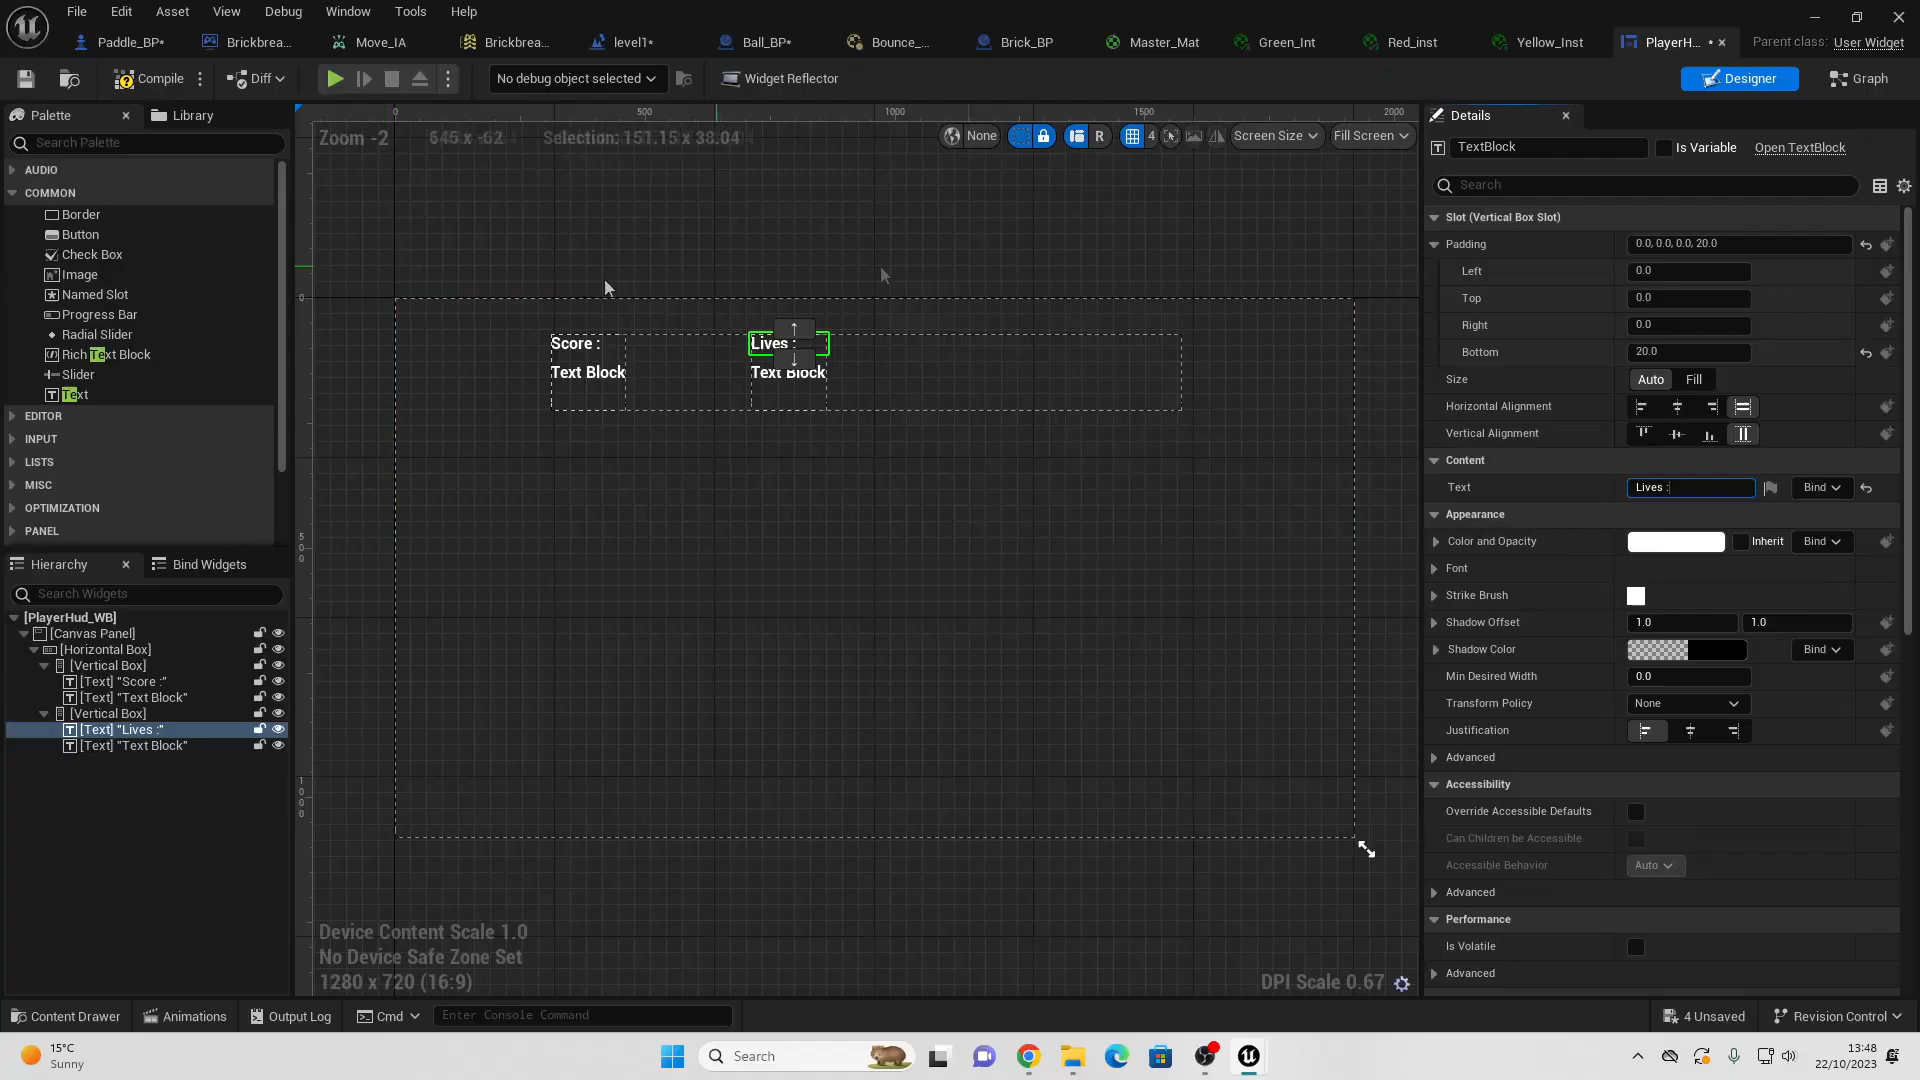 File Edit Asset View Debug Window Tools Help
Paddle_BP* Brickbrea... Move_IA Brickbrea... level1* Ball_BP* Bounce_... Brick_BP Master_Mat Green_Int Red_inst Yellow_Inst PlayerH... * Parent class: User Widget
Compile Diff No debug object selected Widget Reflector Designer Graph
Palette Library
Search Palette
AUDIO
COMMON
Border
Button
Check Box
Image
Named Slot
Progress Bar
Radial Slider
Rich Text Block
Slider
Text
EDITOR
INPUT
LISTS
MISC
OPTIMIZATION
PANEL
Hierarchy Bind Widgets
Search Widgets
[PlayerHud_WB]
[Canvas Panel]
[Horizontal Box]
[Vertical Box]
[Text] "Score :"
[Text] "Text Block"
[Vertical Box]
[Text] "Lives :"
[Text] "Text Block"
0 500 1000 1500 2000
Zoom -2 645 x -62 Selection: 151.15 x 38.04 None R 4 Screen Size Fill Screen
0
500
1000
Score : Lives :
Text Block Text Block
Device Content Scale 1.0
No Device Safe Zone Set
1280 x 720 (16:9) DPI Scale 0.67
Details
TextBlock Is Variable Open TextBlock
Search
Slot (Vertical Box Slot)
Padding 0.0, 0.0, 0.0, 20.0
Left 0.0
Top 0.0
Right 0.0
Bottom 20.0
Size Auto Fill
Horizontal Alignment
Vertical Alignment
Content
Text Lives : Bind
Appearance
Color and Opacity Inherit Bind
Font
Strike Brush
Shadow Offset 1.0 1.0
Shadow Color Bind
Min Desired Width 0.0
Transform Policy None
Justification
Advanced
Accessibility
Override Accessible Defaults
Can Children be Accessible
Accessible Behavior Auto
Advanced
Performance
Is Volatile
Advanced
Content Drawer Animations Output Log Cmd Enter Console Command 4 Unsaved Revision Control
15°C
Sunny
Search
13:48
22/10/2023